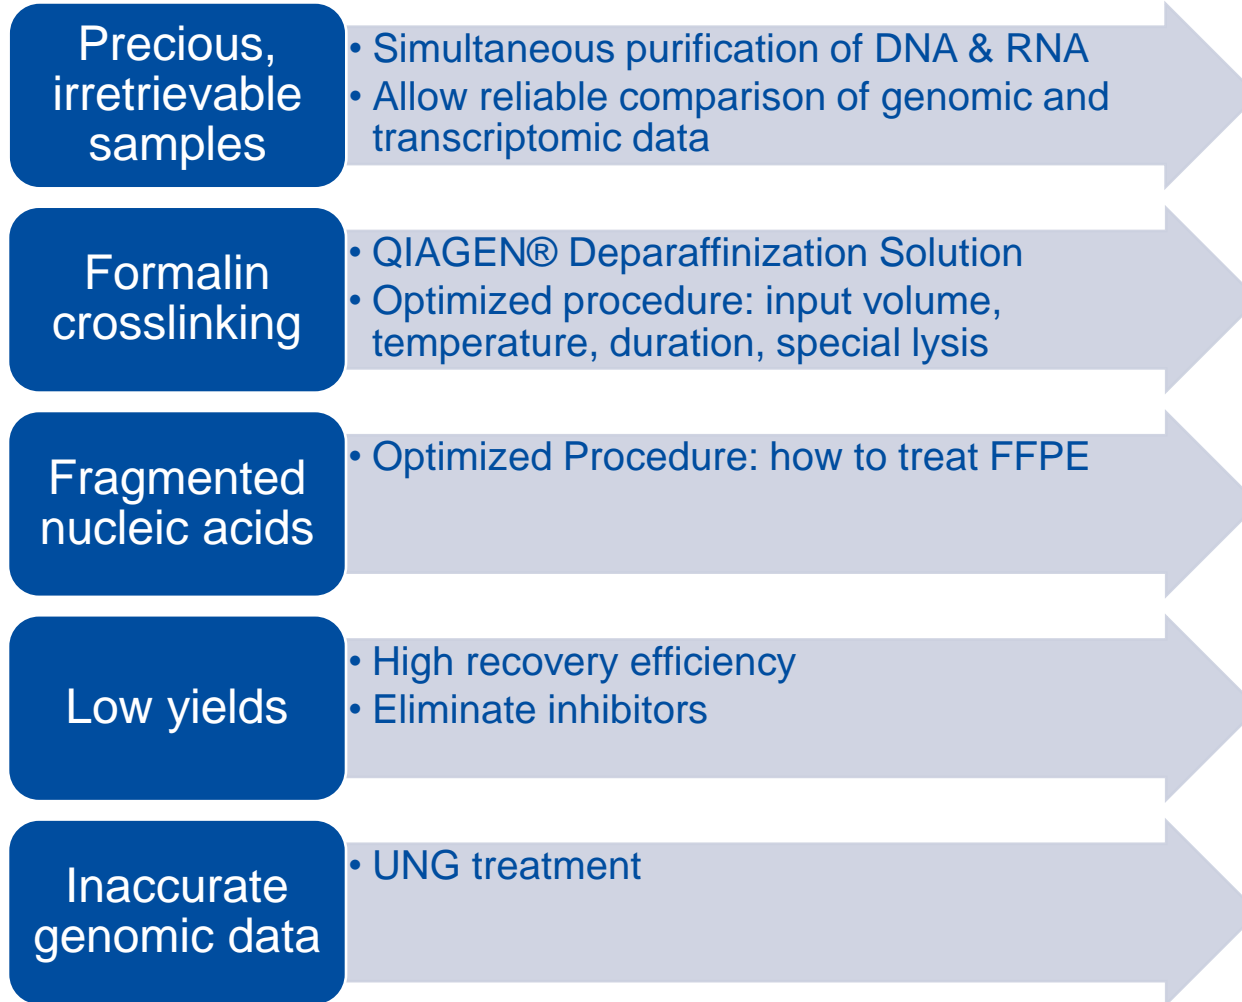 Precious,
irretrievable
samples
• Simultaneous purification of DNA & RNA
• Allow reliable comparison of genomic and
transcriptomic data
Formalin
crosslinking
• QIAGEN® Deparaffinization Solution
• Optimized procedure: input volume,
temperature, duration, special lysis
Fragmented
nucleic acids
• Optimized Procedure: how to treat FFPE
Low yields
• High recovery efficiency
• Eliminate inhibitors
Inaccurate
genomic data
• UNG treatment